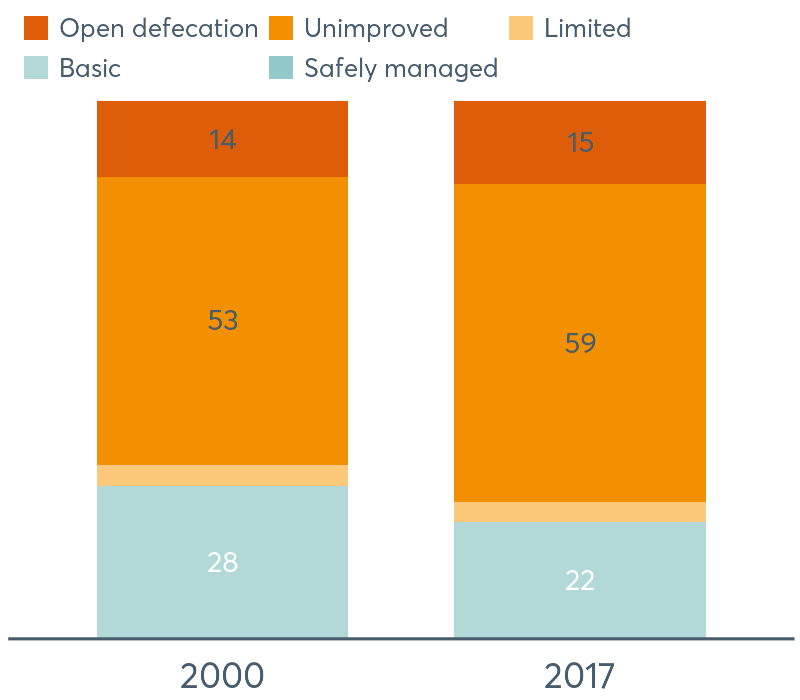 Open defecation Unimproved Limited
Basic Safely managed
14 15
53 59
28 22
2000 2017